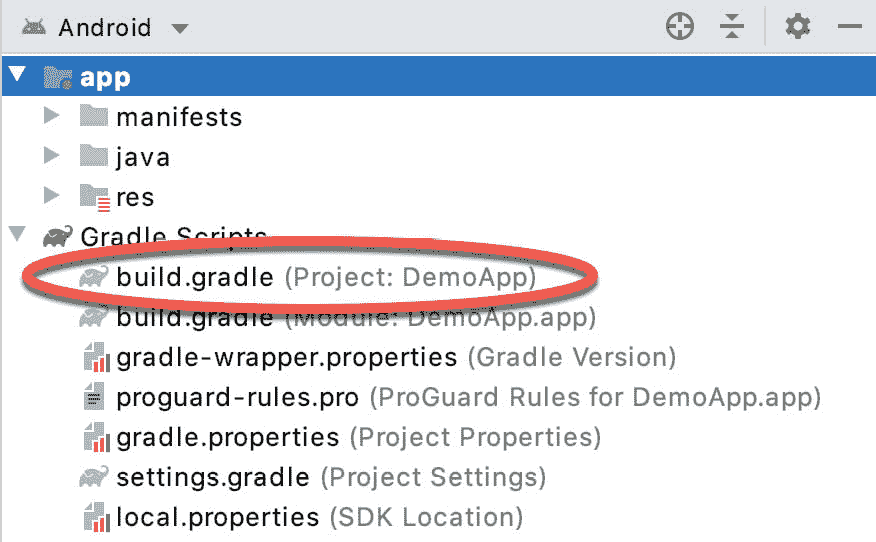 Android
app
manifests
java
res
Gradle Scripts
build.gradle (Project: DemoApp)
build.gradle (Module: DemoApp.app)
gradle-wrapper.properties (Gradle Version)
proguard-rules.pro (ProGuard Rules for DemoApp.app)
gradle.properties (Project Properties)
settings.gradle (Project Settings)
local.properties (SDK Location)